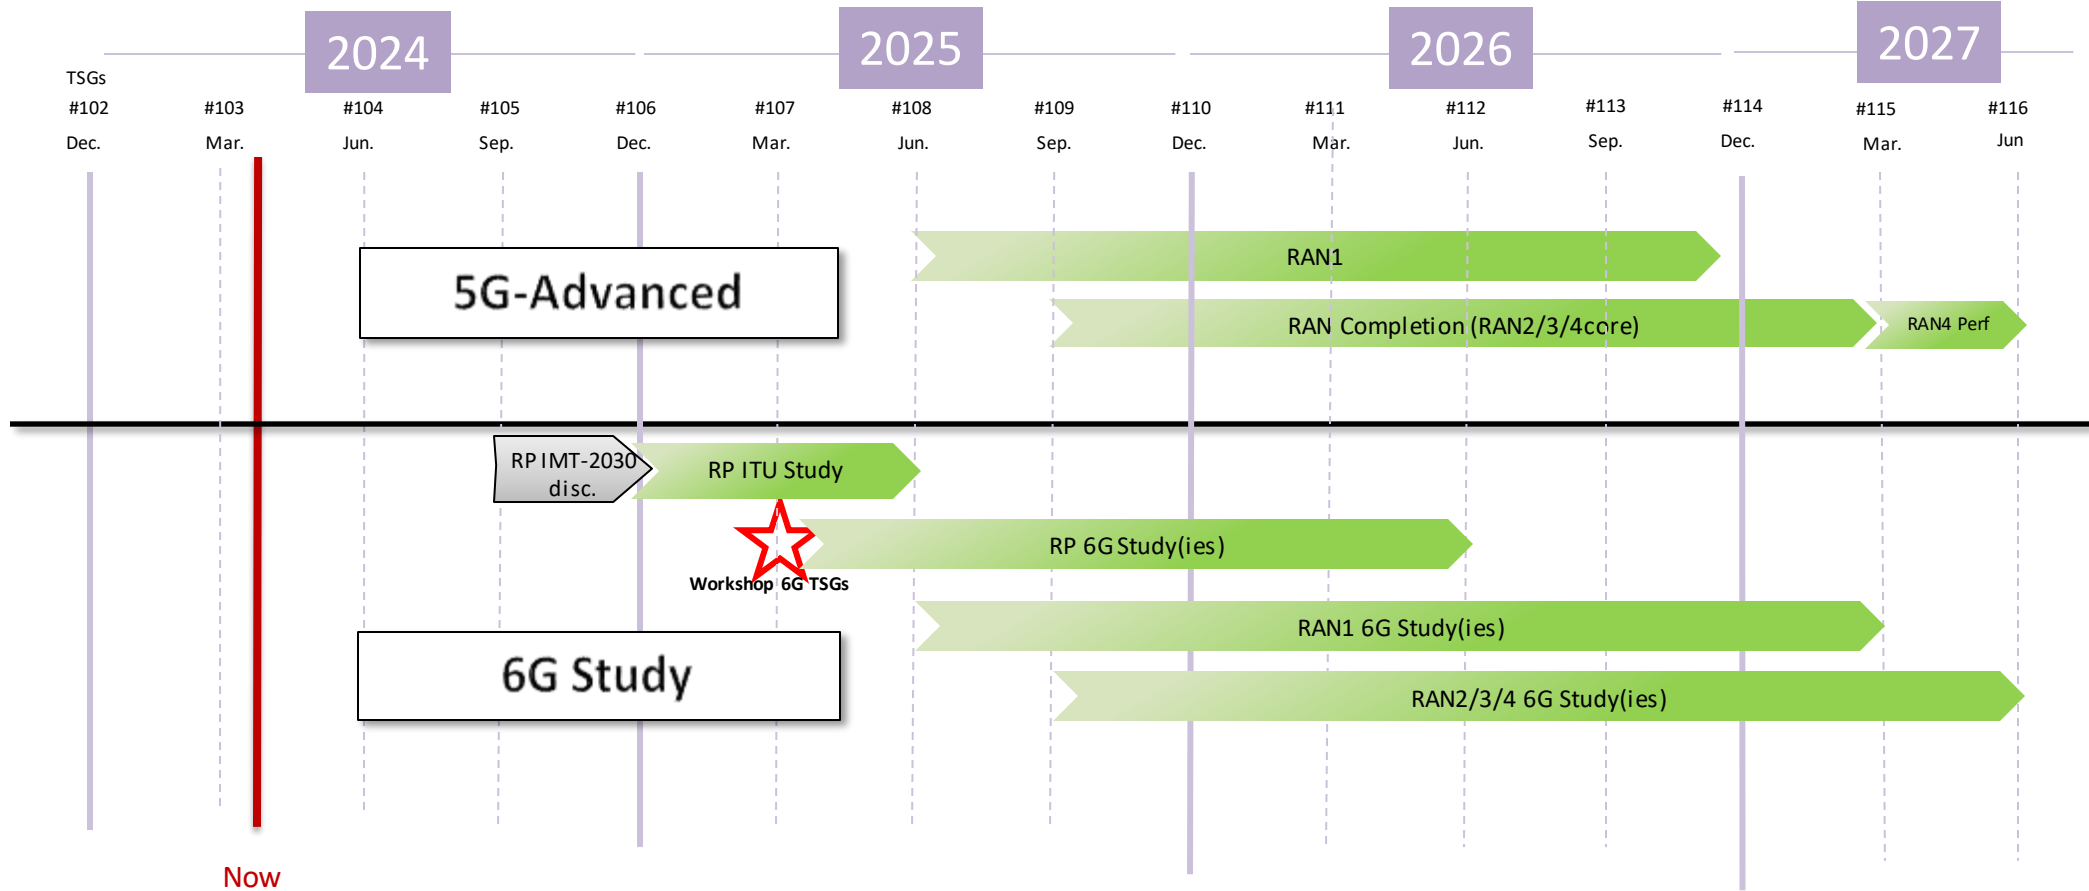 2024
2025
2026
2027
TSGs
#102
#103
#104
#105
#106
#107
#108
#109
#110
#111
#112
#113
#114
#115
#116
Dec.
Mar.
Jun.
Sep.
Dec.
Mar.
Jun.
Sep.
Dec.
Mar.
Jun.
Sep.
Dec.
Mar.
Jun
5G-Advanced
RAN1
RAN Completion (RAN2/3/4core)
RAN4 Perf
RP IMT-2030
disc.
RP ITU Study
RP 6G Study(ies)
Workshop 6G TSGs
RAN1 6G Study(ies)
6G Study
RAN2/3/4 6G Study(ies)
Now